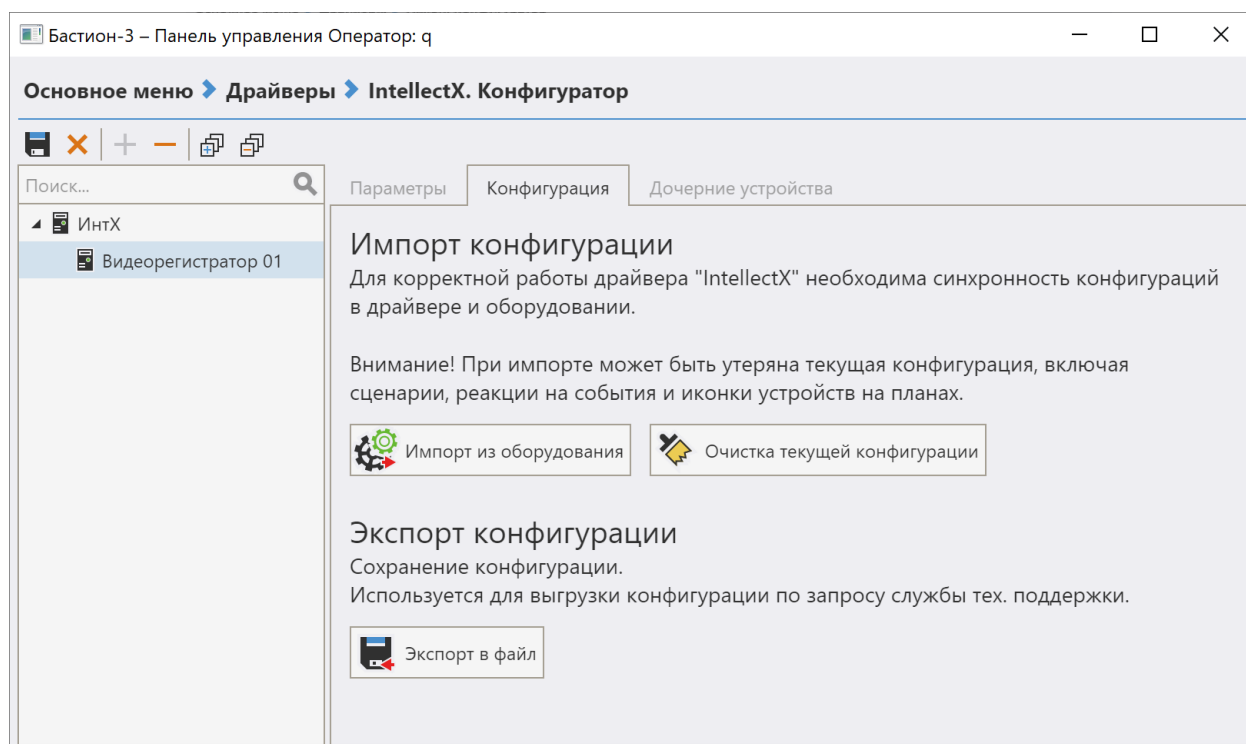 Бастион-3 – Панель управления Оператор: q
Основное меню Драйверы IntellectX. Конфигуратор
Поиск...
ИнтX
Видеорегистратор 01
Параметры Конфигурация Дочерние устройства
Импорт конфигурации
Для корректной работы драйвера "IntellectX" необходима синхронность конфигураций
в драйвере и оборудовании.
Внимание! При импорте может быть утеряна текущая конфигурация, включая
сценарии, реакции на события и иконки устройств на планах.
Импорт из оборудования Очистка текущей конфигурации
Экспорт конфигурации
Сохранение конфигурации.
Используется для выгрузки конфигурации по запросу службы тех. поддержки.
Экспорт в файл